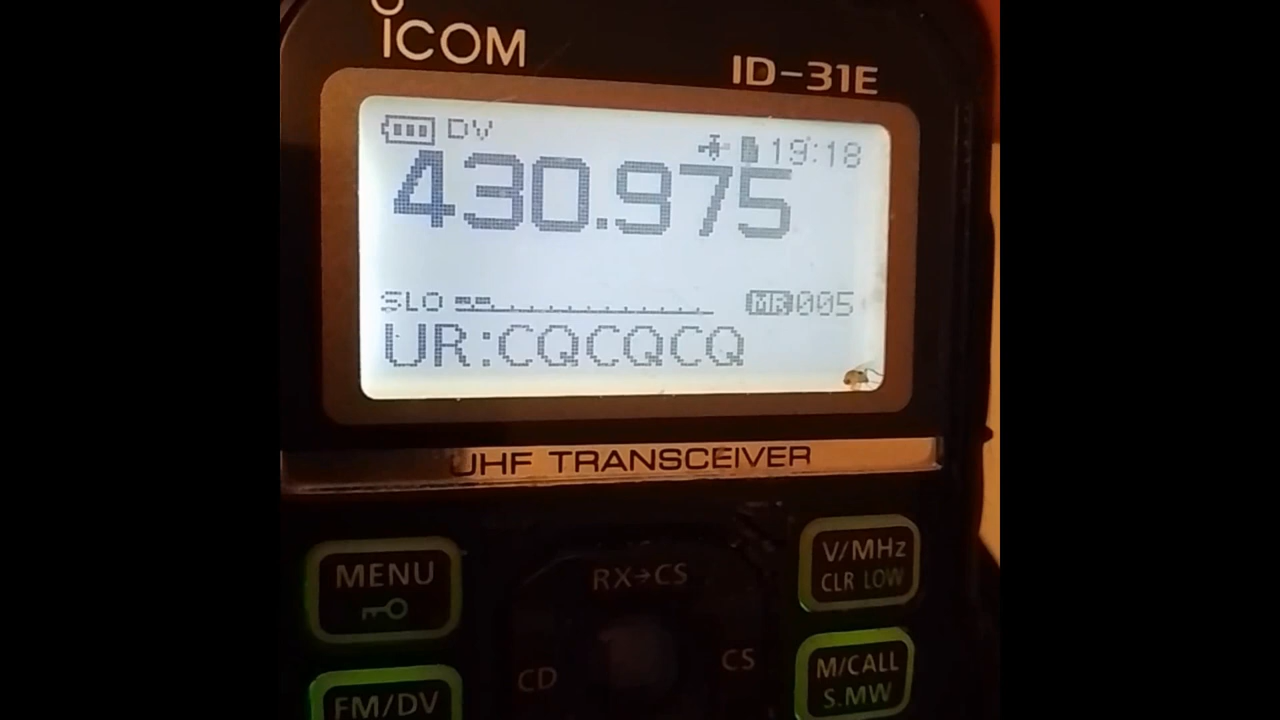 ICOM
ID-31E
DV
19:18
430.975
SLO
MR 005
UR:CQCQCQ
UHF TRANSCEIVER
MENU
RX→CS
V/MHz
CLR LOW
CD
CS
M/CALL
S.MW
FM/DV